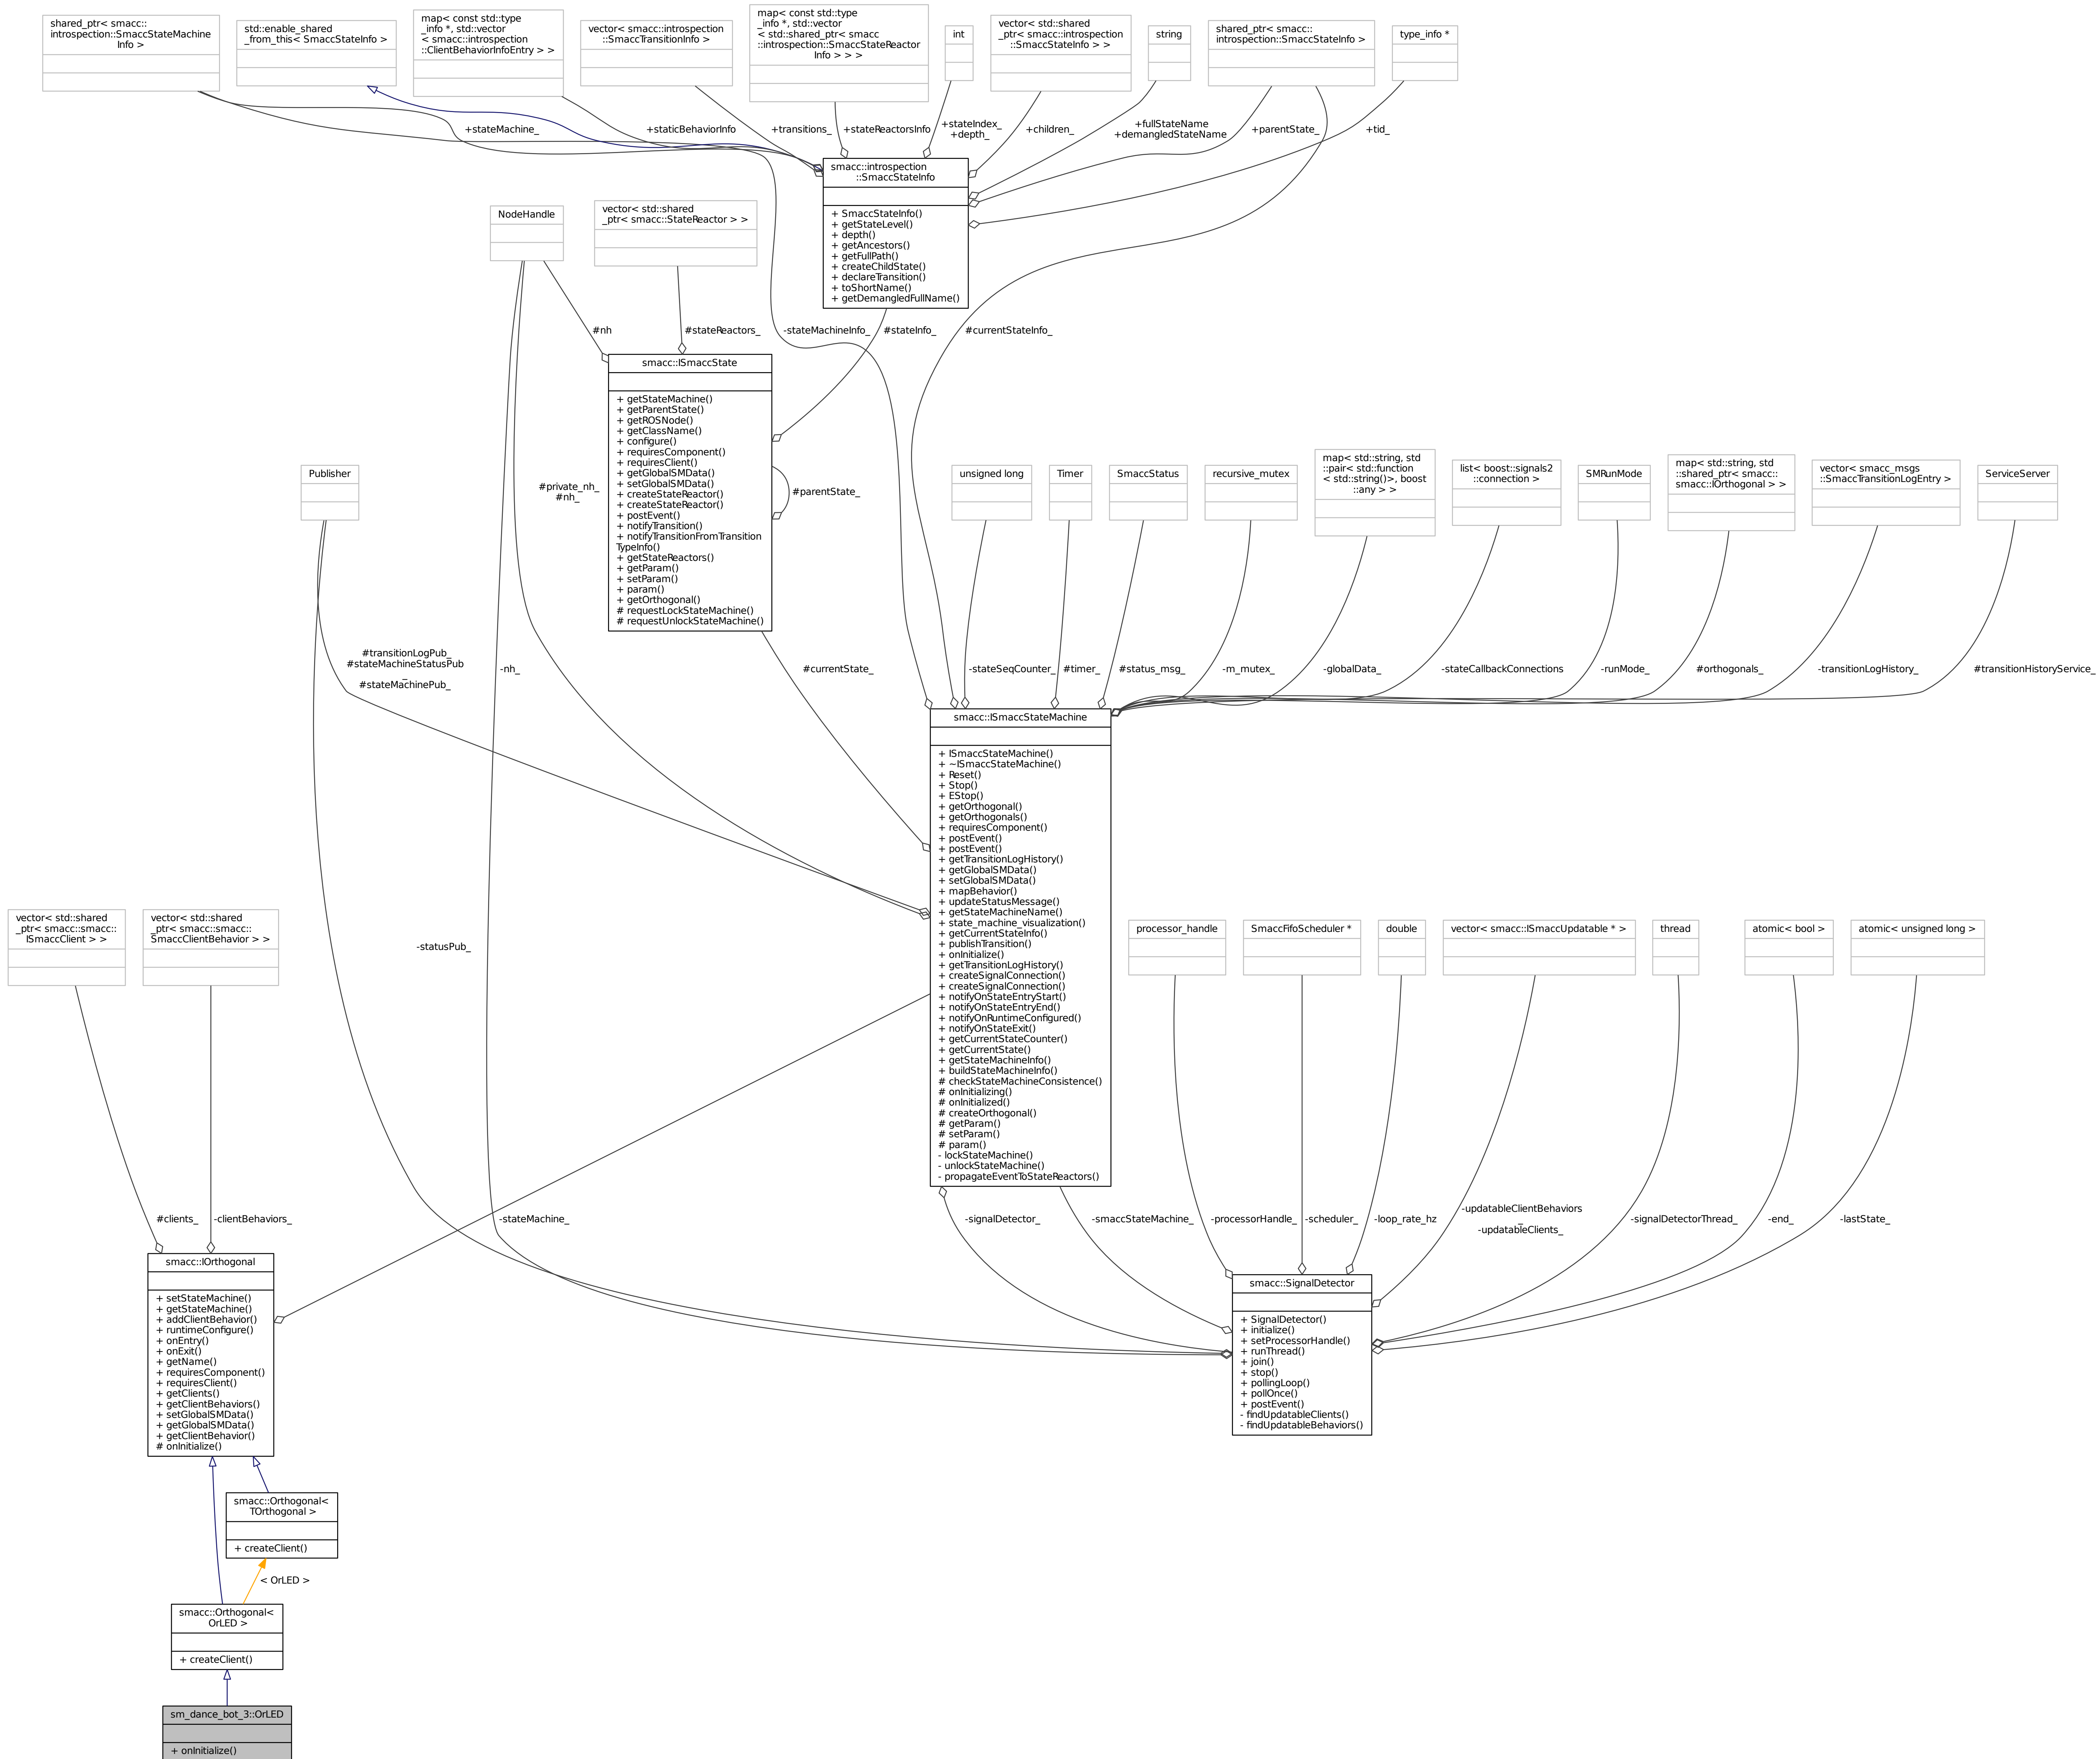 shared_ptr< smacc::
introspection::SmaccStateMachine
Info >
std::enable_shared
_from_this< SmaccStateInfo >
map< const std::type
_info *, std::vector
< smacc::introspection
::ClientBehaviorInfoEntry > >
vector< smacc::introspection
::SmaccTransitionInfo >
map< const std::type
_info *, std::vector
< std::shared_ptr< smacc
::introspection::SmaccStateReactor
Info > > >
int
vector< std::shared
_ptr< smacc::introspection
::SmaccStateInfo > >
string
shared_ptr< smacc::
introspection::SmaccStateInfo >
type_info *
+stateMachine_
+staticBehaviorInfo
+transitions_
+stateReactorsInfo
+stateIndex_
+depth_
+children_
+fullStateName
+demangledStateName
+parentState_
+tid_
smacc::introspection
::SmaccStateInfo
+ SmaccStateInfo()
+ getStateLevel()
+ depth()
+ getAncestors()
+ getFullPath()
+ createChildState()
+ declareTransition()
+ toShortName()
+ getDemangledFullName()
NodeHandle
vector< std::shared
_ptr< smacc::StateReactor > >
#nh
#stateReactors_
-stateMachineInfo_
#stateInfo_
#currentStateInfo_
smacc::ISmaccState
+ getStateMachine()
+ getParentState()
+ getROSNode()
+ getClassName()
+ configure()
+ requiresComponent()
+ requiresClient()
+ getGlobalSMData()
+ setGlobalSMData()
+ createStateReactor()
+ createStateReactor()
+ postEvent()
+ notifyTransition()
+ notifyTransitionFromTransition
TypeInfo()
+ getStateReactors()
+ getParam()
+ setParam()
+ param()
+ getOrthogonal()
# requestLockStateMachine()
# requestUnlockStateMachine()
#parentState_
#private_nh_
#nh_
Publisher
unsigned long
Timer
SmaccStatus
recursive_mutex
map< std::string, std
::pair< std::function
< std::string()>, boost
::any > >
list< boost::signals2
::connection >
SMRunMode
map< std::string, std
::shared_ptr< smacc::
smacc::IOrthogonal > >
vector< smacc_msgs
::SmaccTransitionLogEntry >
ServiceServer
#transitionLogPub_
#stateMachineStatusPub
_
#stateMachinePub_
-nh_
#currentState_
-stateSeqCounter_
#timer_
#status_msg_
-m_mutex_
-globalData_
-stateCallbackConnections
-runMode_
#orthogonals_
-transitionLogHistory_
#transitionHistoryService_
smacc::ISmaccStateMachine
+ ISmaccStateMachine()
+ ~ISmaccStateMachine()
+ Reset()
+ Stop()
+ EStop()
+ getOrthogonal()
+ getOrthogonals()
+ requiresComponent()
+ postEvent()
+ postEvent()
+ getTransitionLogHistory()
+ getGlobalSMData()
+ setGlobalSMData()
+ mapBehavior()
+ updateStatusMessage()
+ getStateMachineName()
+ state_machine_visualization()
+ getCurrentStateInfo()
+ publishTransition()
+ onInitialize()
+ getTransitionLogHistory()
+ createSignalConnection()
+ createSignalConnection()
+ notifyOnStateEntryStart()
+ notifyOnStateEntryEnd()
+ notifyOnRuntimeConfigured()
+ notifyOnStateExit()
+ getCurrentStateCounter()
+ getCurrentState()
+ getStateMachineInfo()
+ buildStateMachineInfo()
# checkStateMachineConsistence()
# onInitializing()
# onInitialized()
# createOrthogonal()
# getParam()
# setParam()
# param()
- lockStateMachine()
- unlockStateMachine()
- propagateEventToStateReactors()
vector< std::shared
_ptr< smacc::smacc::
ISmaccClient > >
vector< std::shared
_ptr< smacc::smacc::
SmaccClientBehavior > >
-statusPub_
processor_handle
SmaccFifoScheduler *
double
vector< smacc::ISmaccUpdatable * >
thread
atomic< bool >
atomic< unsigned long >
#clients_
-clientBehaviors_
-stateMachine_
-signalDetector_
-smaccStateMachine_
-processorHandle_
-scheduler_
-loop_rate_hz
-updatableClientBehaviors
_
-updatableClients_
-signalDetectorThread_
-end_
-lastState_
smacc::IOrthogonal
+ setStateMachine()
+ getStateMachine()
+ addClientBehavior()
+ runtimeConfigure()
+ onEntry()
+ onExit()
+ getName()
+ requiresComponent()
+ requiresClient()
+ getClients()
+ getClientBehaviors()
+ setGlobalSMData()
+ getGlobalSMData()
+ getClientBehavior()
# onInitialize()
smacc::SignalDetector
+ SignalDetector()
+ initialize()
+ setProcessorHandle()
+ runThread()
+ join()
+ stop()
+ pollingLoop()
+ pollOnce()
+ postEvent()
- findUpdatableClients()
- findUpdatableBehaviors()
smacc::Orthogonal<
TOrthogonal >
+ createClient()
< OrLED >
smacc::Orthogonal<
OrLED >
+ createClient()
sm_dance_bot_3::OrLED
+ onInitialize()